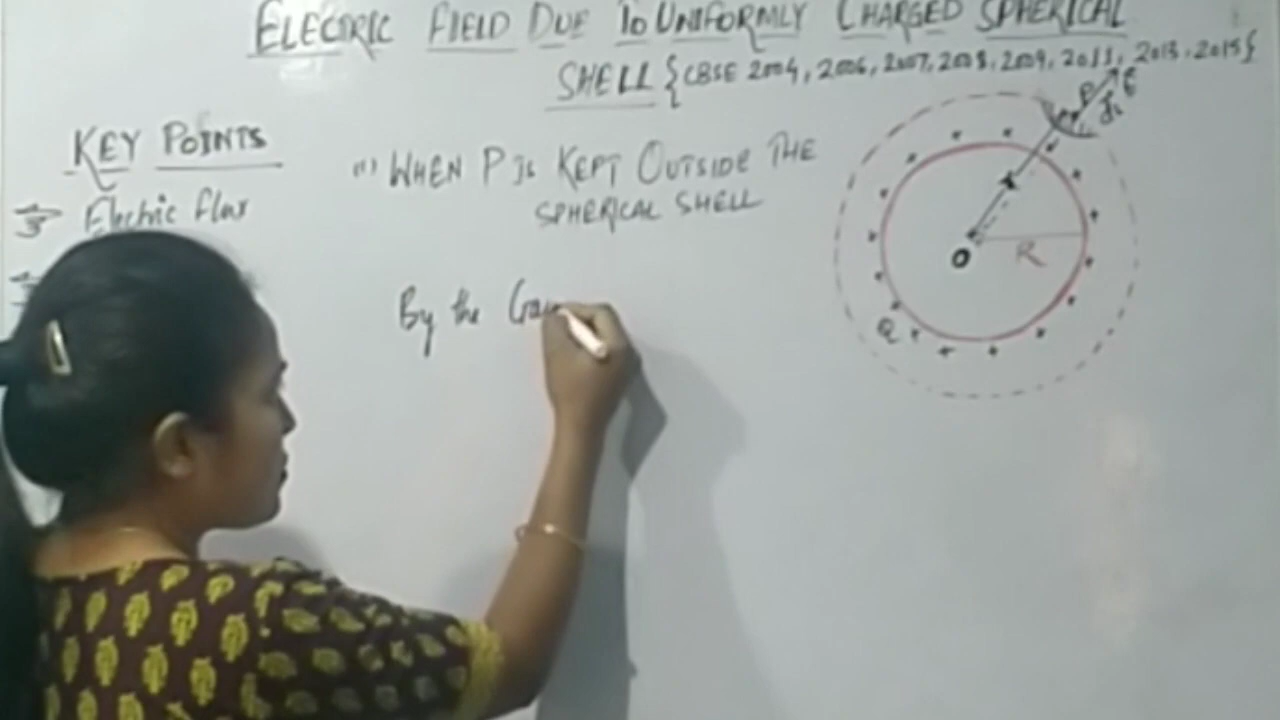 ELECTRIC FIELD DUE TO UNIFORMLY CHARGED SPHERICAL
SHELL {CBSE 2004, 2006, 2007, 2008, 2009, 2011, 2013, 2015}
KEY POINTS
Electric flux
(i) WHEN P IS KEPT OUTSIDE THE
SPHERICAL SHELL
By the Gau
P
E
O
R
Q